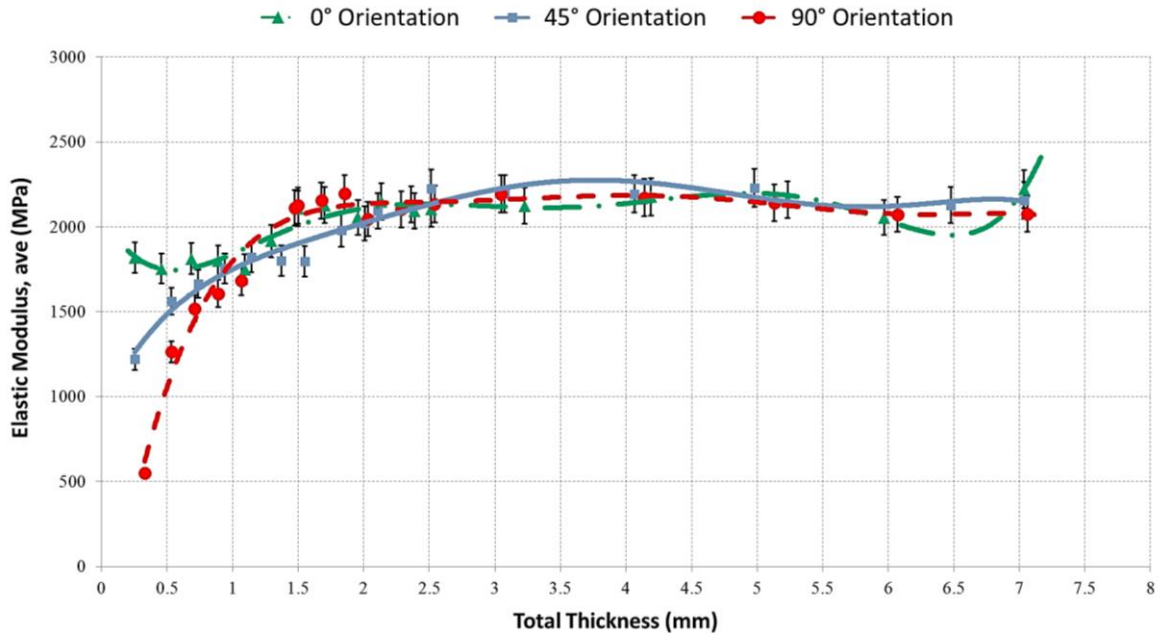 0° Orientation 45° Orientation 90° Orientation
3000
2500
2000
1500
1000
500
0
0 0.5 1 1.5 2 2.5 3 3.5 4 4.5 5 5.5 6 6.5 7 7.5 8
Elastic Modulus, ave (MPa)
Total Thickness (mm)